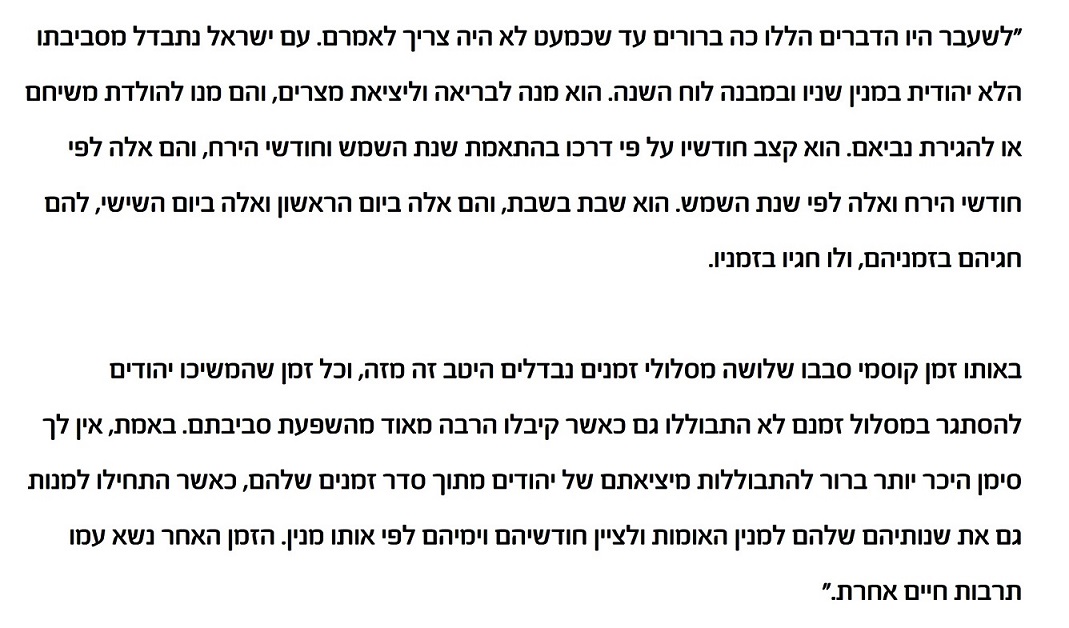 "לשעבר היו הדברים הללו כה ברורים עד שכמעט לא היה צריך לאמרם. עם ישראל נתבדל מסביבתו
הלא יהודית במנין שניו ובמבנה לוח השנה. הוא מנה לבריאה וליציאת מצרים, והם מנו להולדת משיחם
או להגירת נביאם. הוא קצב חודשיו על פי דרכו בהתאמת שנת השמש וחודשי הירח, והם אלה לפי
חודשי הירח ואלה לפי שנת השמש. הוא שבת בשבת, והם אלה ביום הראשון ואלה ביום השישי, להם
חגיהם בזמניהם, ולו חגיו בזמניו.
באותו זמן קוסמי סבבו שלושה מסלולי זמנים נבדלים היטב זה מזה, וכל זמן שהמשיכו יהודים
להסתגר במסלול זמנם לא התבוללו גם כאשר קיבלו הרבה מאוד מהשפעת סביבתם. באמת, אין לך
סימן היכר יותר ברור להתבוללות מיציאתם של יהודים מתוך סדר זמנים שלהם, כאשר התחילו למנות
גם את שנותיהם שלהם למנין האומות ולציין חודשיהם וימיהם לפי אותו מנין. הזמן האחר נשא עמו
תרבות חיים אחרת."